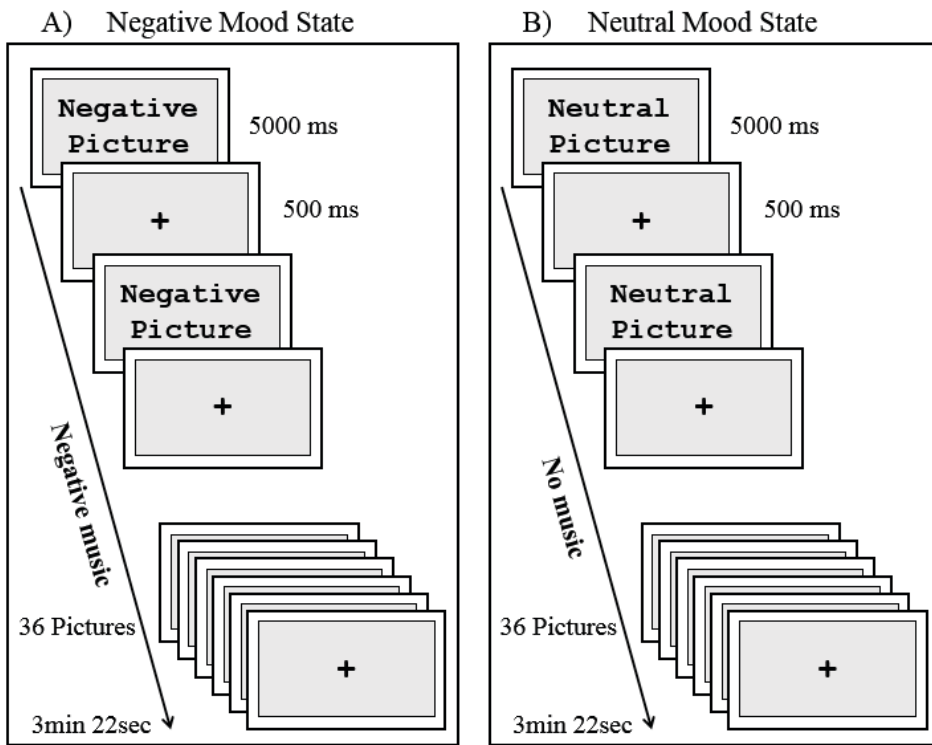 A) Negative Mood State
Negative
Picture
5000 ms
+
500 ms
Negative
Picture
+
Negative music
36 Pictures
+
3min 22sec
B) Neutral Mood State
Neutral
Picture
5000 ms
+
500 ms
Neutral
Picture
+
No music
36 Pictures
+
3min 22sec